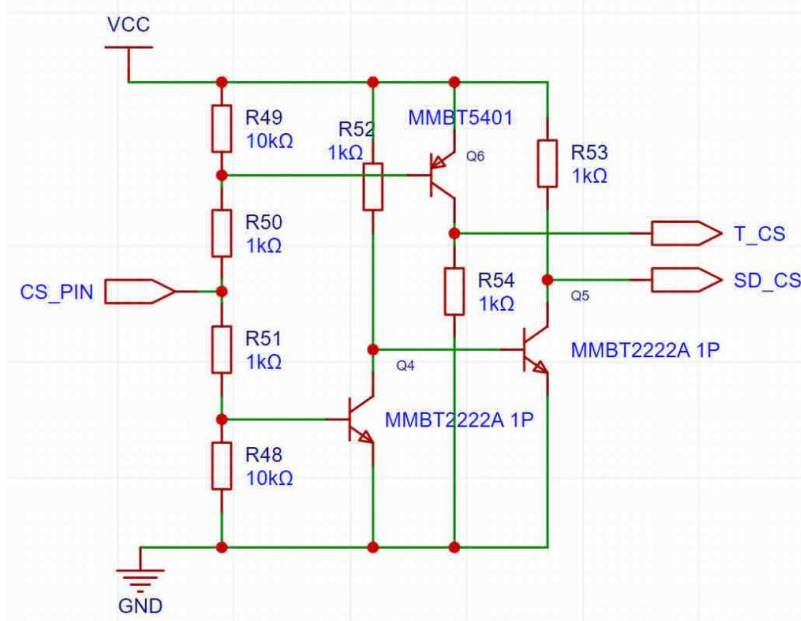 VCC
R49
10kΩ
R52
1kΩ
MMBT5401
Q6
R53
1kΩ
R50
1kΩ
T_CS
CS_PIN
R54
1kΩ
SD_CS
Q5
R51
1kΩ
Q4
MMBT2222A 1P
MMBT2222A 1P
R48
10kΩ
GND